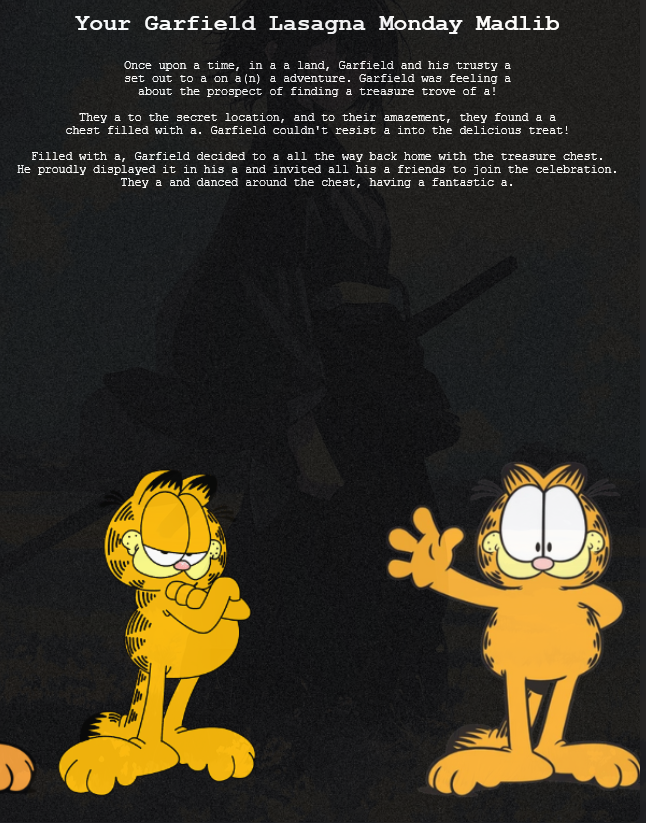 Your Garfield Lasagna Monday Madlib
Once upon a time, in a a land, Garfield and his trusty a
set out to a on a(n) a adventure. Garfield was feeling a
about the prospect of finding a treasure trove of a!
They a to the secret location, and to their amazement, they found a a
chest filled with a. Garfield couldn't resist a into the delicious treat!
Filled with a, Garfield decided to a all the way back home with the treasure chest.
He proudly displayed it in his a and invited all his a friends to join the celebration.
They a and danced around the chest, having a fantastic a.